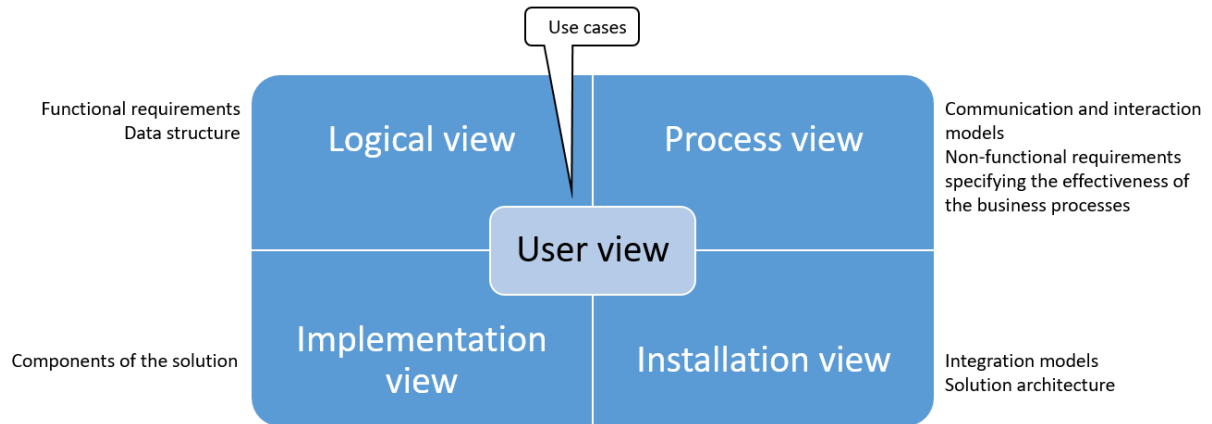 Use cases
Functional requirements
Data structure
Logical view
Process view
Communication and interaction
models
Non-functional requirements
specifying the effectiveness of
the business processes
User view
Components of the solution
Implementation
view
Installation view
Integration models
Solution architecture